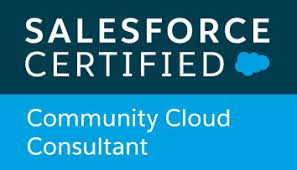 SALESFORCE
CERTIFIED
Community Cloud
Consultant